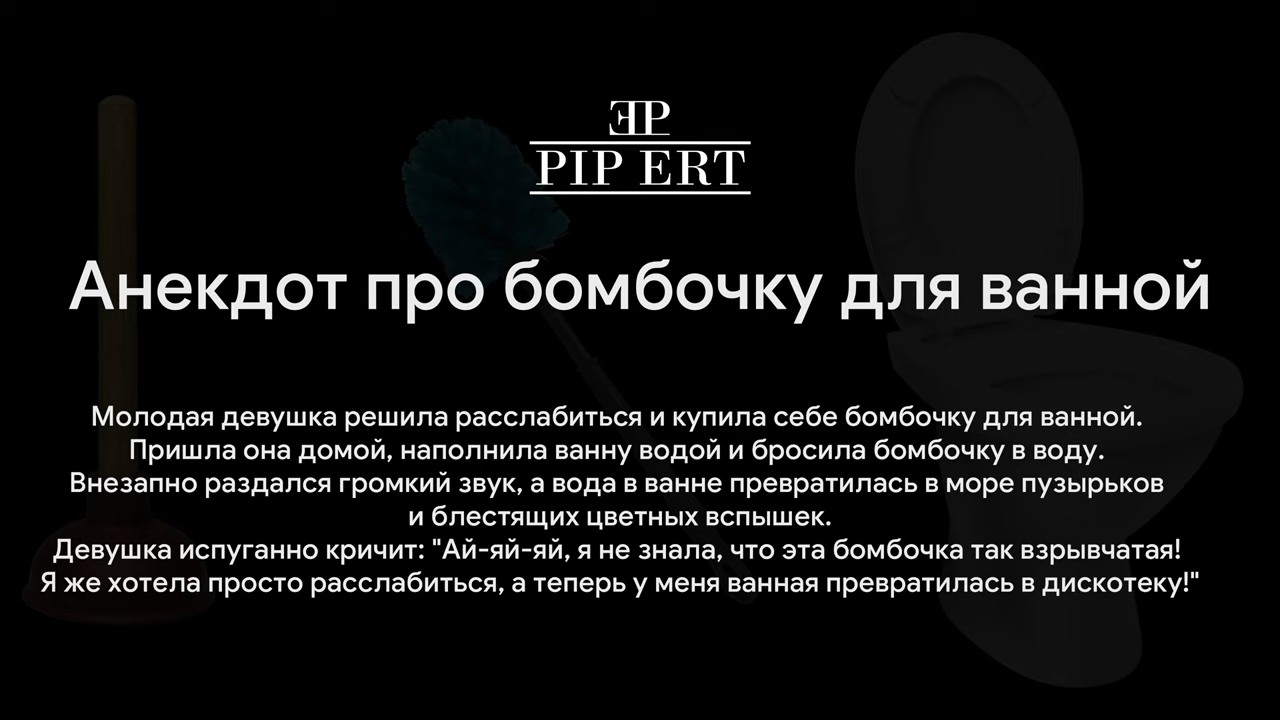 ƎP
PIP ERT
Анекдот про бомбочку для ванной
Молодая девушка решила расслабиться и купила себе бомбочку для ванной.
Пришла она домой, наполнила ванну водой и бросила бомбочку в воду.
Внезапно раздался громкий звук, а вода в ванне превратилась в море пузырьков
и блестящих цветных вспышек.
Девушка испуганно кричит: "Ай-яй-яй, я не знала, что эта бомбочка так взрывчатая!
Я же хотела просто расслабиться, а теперь у меня ванная превратилась в дискотеку!"